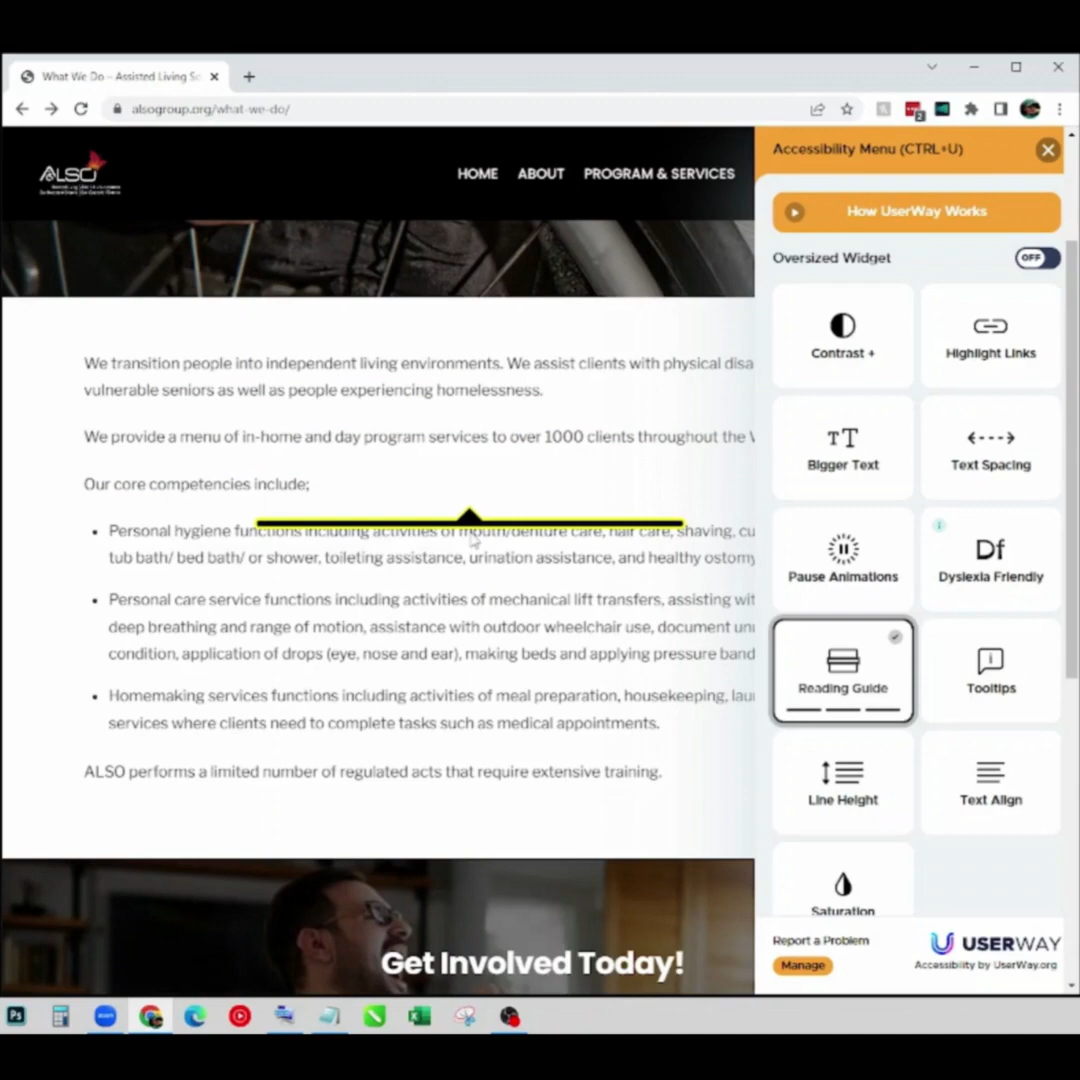 What We Do – Assisted Living So
alsogroup.org/what-we-do/
2
ALSO
HOME ABOUT PROGRAM & SERVICES
We transition people into independent living environments. We assist clients with physical disa
vulnerable seniors as well as people experiencing homelessness.
We provide a menu of in-home and day program services to over 1000 clients throughout the
Our core competencies include;
• Personal hygiene functions including activities of mouth/denture care, hair care, shaving, cu
tub bath/ bed bath/ or shower, toileting assistance, urination assistance, and healthy ostomy
• Personal care service functions including activities of mechanical lift transfers, assisting wit
deep breathing and range of motion, assistance with outdoor wheelchair use, document un
condition, application of drops (eye, nose and ear), making beds and applying pressure band
• Homemaking services functions including activities of meal preparation, housekeeping, lau
services where clients need to complete tasks such as medical appointments.
ALSO performs a limited number of regulated acts that require extensive training.
Get Involved Today!
Accessibility Menu (CTRL+U)
How UserWay Works
Oversized Widget
OFF
Contrast +
Highlight Links
Bigger Text
Text Spacing
Pause Animations
Df
Dyslexia Friendly
Reading Guide
Tooltips
Line Height
Text Align
Saturation
Report a Problem
Manage
USERWAY
Accessibility by UserWay.org
Ps
zoom